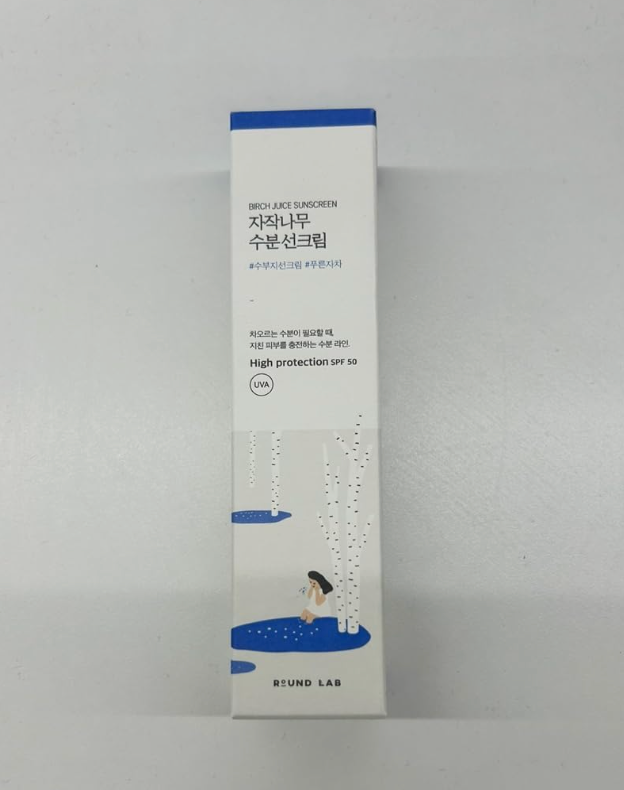 BIRCH JUICE SUNSCREEN
자작나무
수분선크림
#수부지선크림 #푸른자차
차오르는 수분이 필요할 때,
지친 피부를 충전하는 수분 라인.
High protection SPF 50
UVA
ROUND LAB